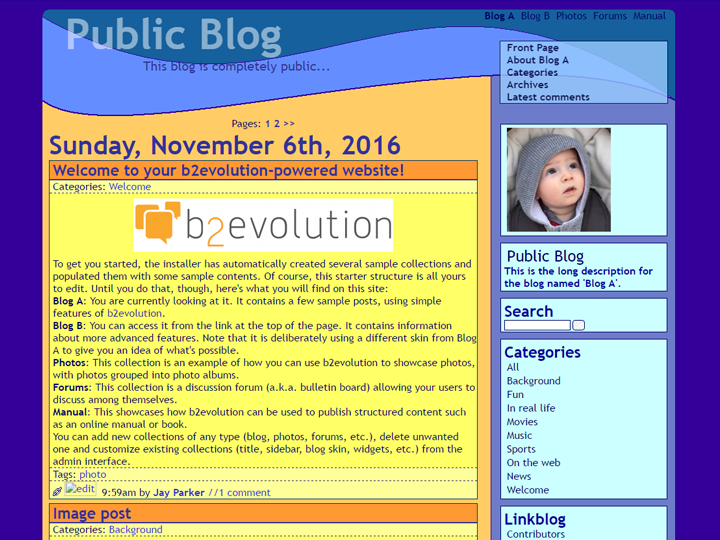 Blog A Blog B Photos Forums Manual
Public Blog
This blog is completely public...
Front Page
About Blog A
Categories
Archives
Latest comments
Pages: 1 2 >>
Sunday, November 6th, 2016
Welcome to your b2evolution-powered website!
Categories: Welcome
b2evolution
To get you started, the installer has automatically created several sample collections and
populated them with some sample contents. Of course, this starter structure is all yours
to edit. Until you do that, though, here's what you will find on this site:
Blog A: You are currently looking at it. It contains a few sample posts, using simple
features of b2evolution.
Blog B: You can access it from the link at the top of the page. It contains information
about more advanced features. Note that it is deliberately using a different skin from Blog
A to give you an idea of what's possible.
Photos: This collection is an example of how you can use b2evolution to showcase photos,
with photos grouped into photo albums.
Forums: This collection is a discussion forum (a.k.a. bulletin board) allowing your users to
discuss among themselves.
Manual: This showcases how b2evolution can be used to publish structured content such
as an online manual or book.
You can add new collections of any type (blog, photos, forums, etc.), delete unwanted
one and customize existing collections (title, sidebar, blog skin, widgets, etc.) from the
admin interface.
Tags: photo
edit 9:59am by Jay Parker //1 comment
Image post
Categories: Background
Public Blog
This is the long description for
the blog named 'Blog A'.
Search
Categories
All
Background
Fun
In real life
Movies
Music
Sports
On the web
News
Welcome
Linkblog
Contributors